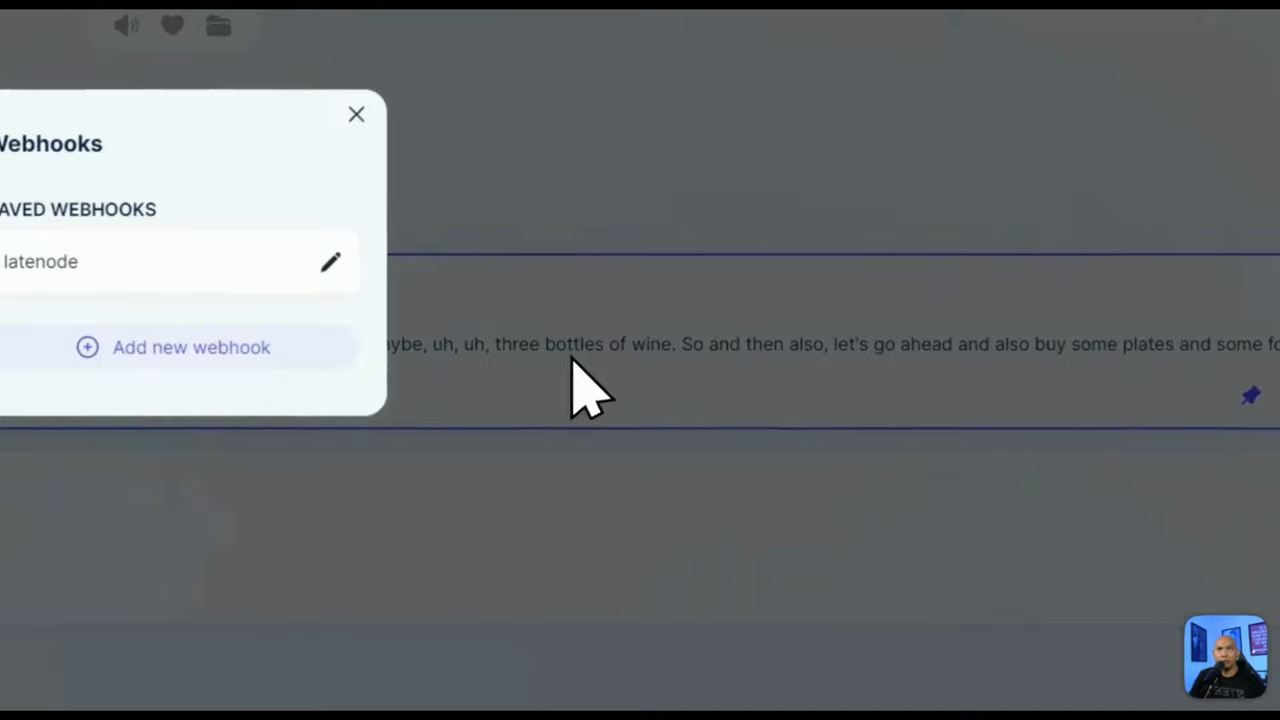 Webhooks
AVED WEBHOOKS
latenode
Add new webhook
aybe, uh, uh, three bottles of wine. So and then also, let's go ahead and also buy some plates and some fo